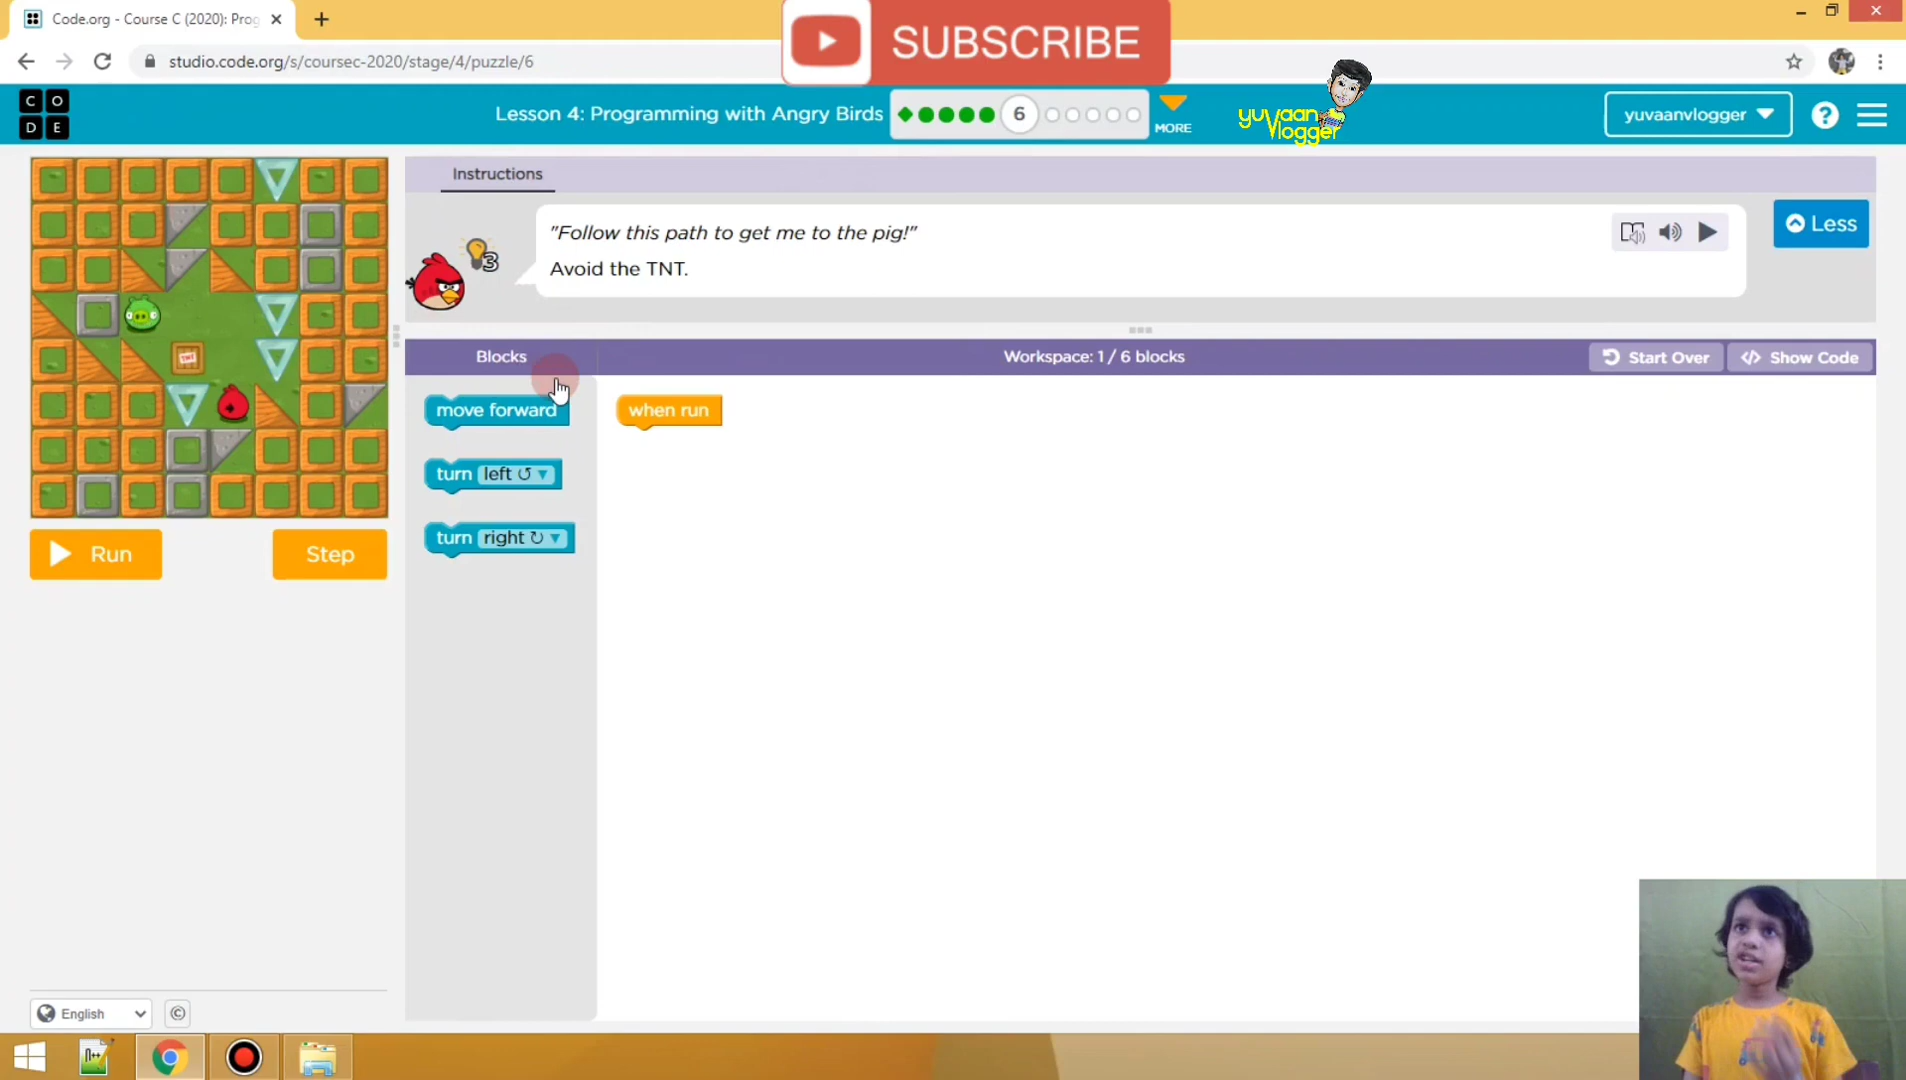 Code.org - Course C (2020): Prog
SUBSCRIBE
studio.code.org/s/coursec-2020/stage/4/puzzle/6
C O
D E
Lesson 4: Programming with Angry Birds
6
MORE
yuvaan
Vlogger
yuvaanvlogger
?
Instructions
"Follow this path to get me to the pig!"
Avoid the TNT.
3
Less
TNT
Blocks
Workspace: 1 / 6 blocks
Start Over
Show Code
move forward
when run
turn left ↺ ▾
turn right ↻ ▾
Run
Step
English
©